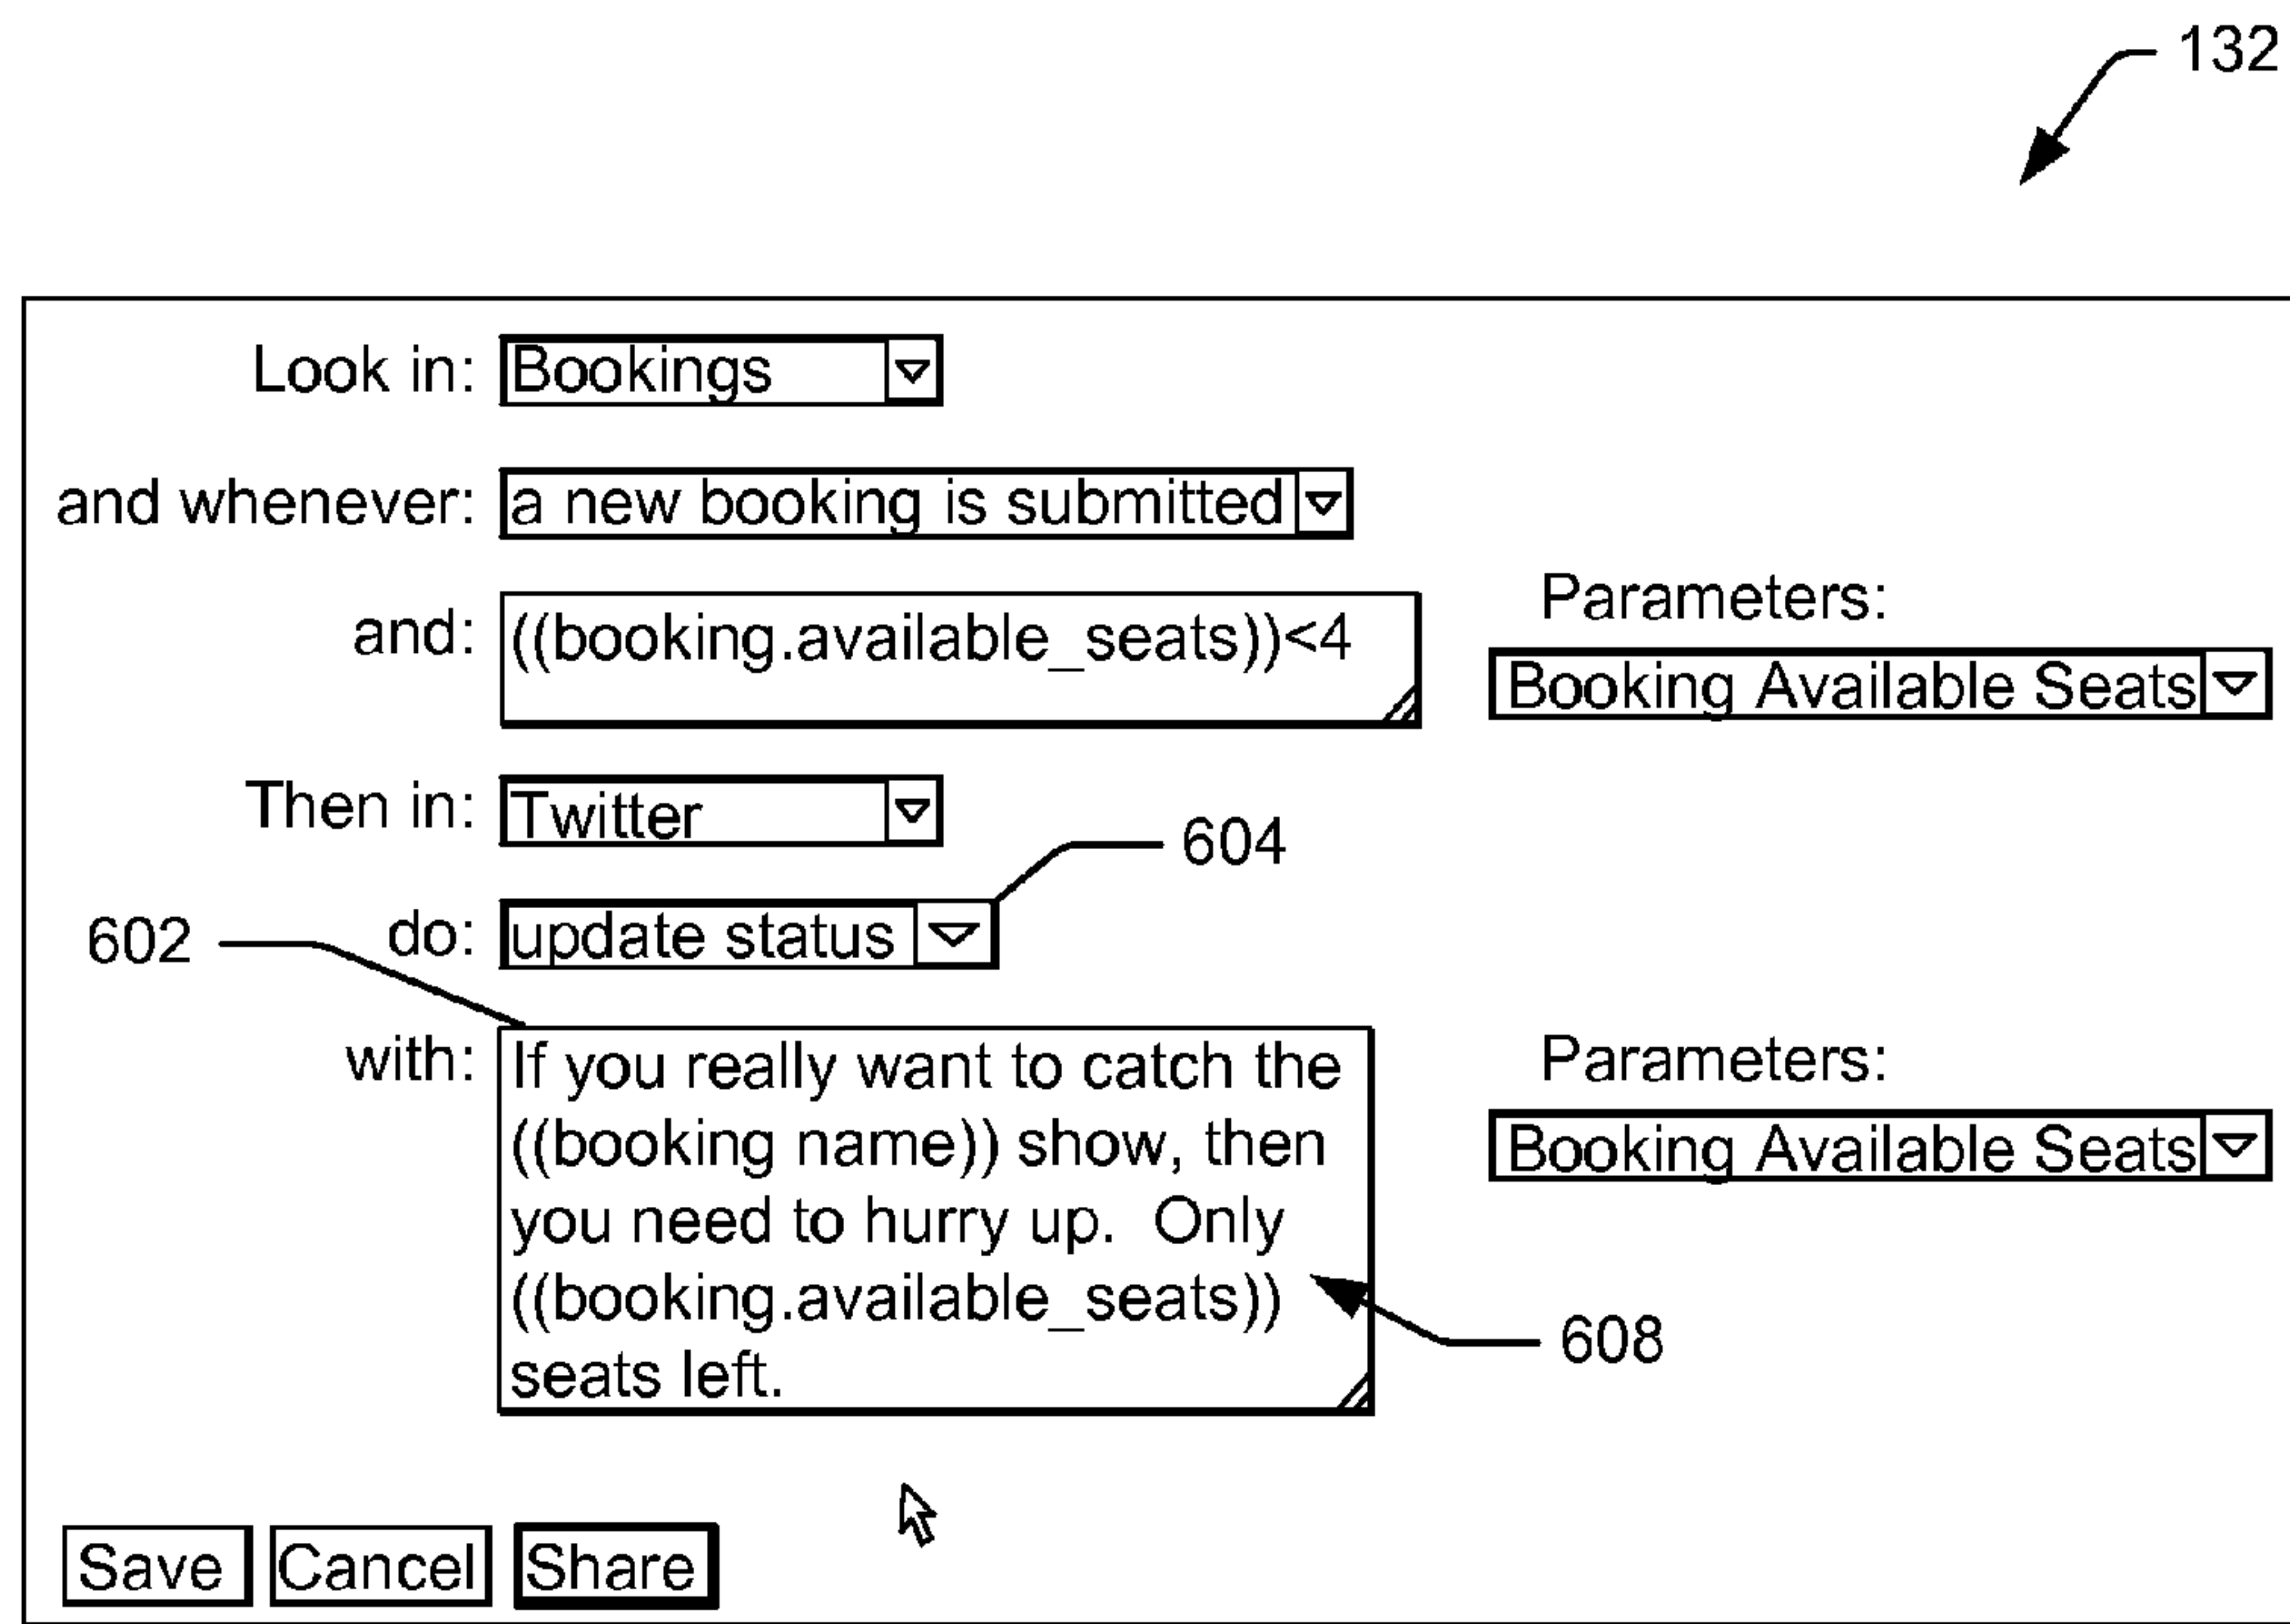 132
Look in: Bookings
and whenever: a new booking is submitted
Parameters:
and: ((booking.available_seats))<4
Booking Available Seats
Then in: Twitter
604
602 do: update status
with: If you really want to catch the
Parameters:
((booking name)) show, then
Booking Available Seats
you need to hurry up. Only
((booking.available_seats))
608
seats left.
Save Cancel Share